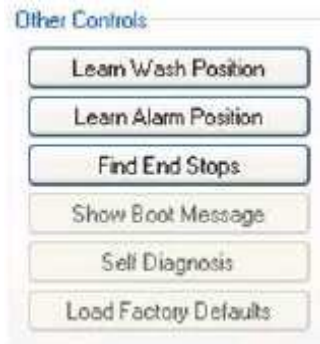 Other Controls
Learn Wash Position
Learn Alarm Position
Find End Stops
Show Boot Message
Self Diagnosis
Load Factory Defaults